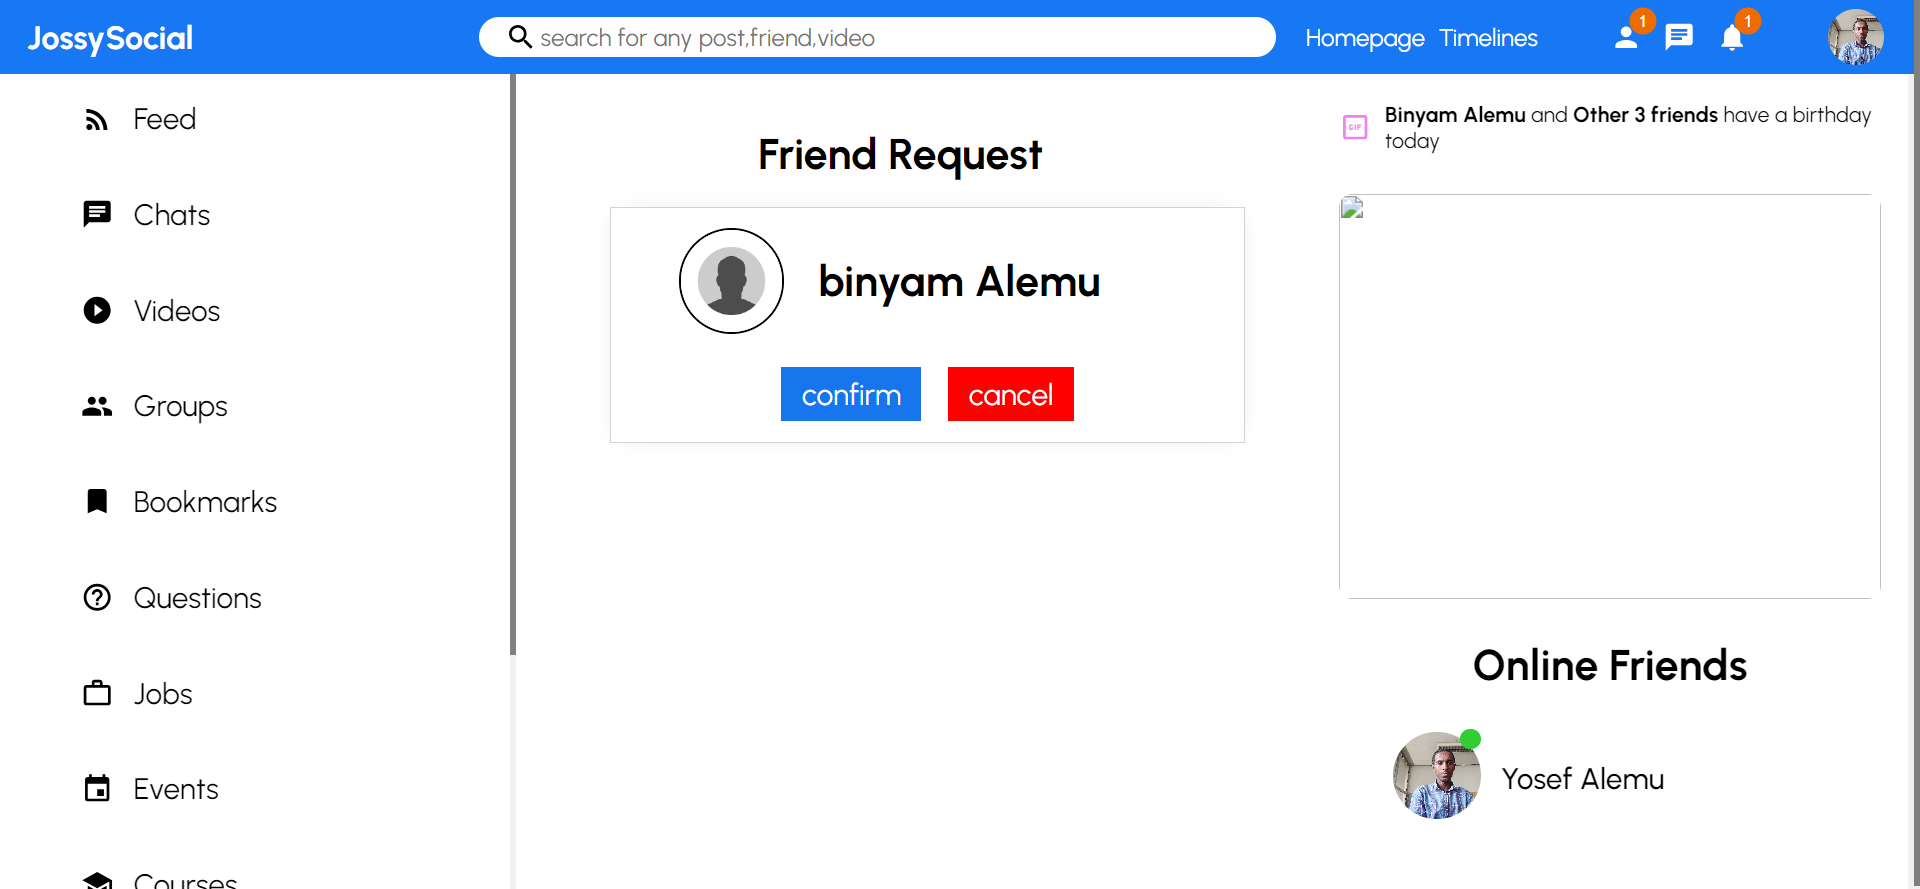 JossySocial
search for any post,friend,video
Homepage Timelines
1
1
Feed
Chats
Videos
Groups
Bookmarks
Questions
Jobs
Events
Courses
Friend Request
binyam Alemu
confirm
cancel
GIF
Binyam Alemu and Other 3 friends have a birthday
today
Online Friends
Yosef Alemu